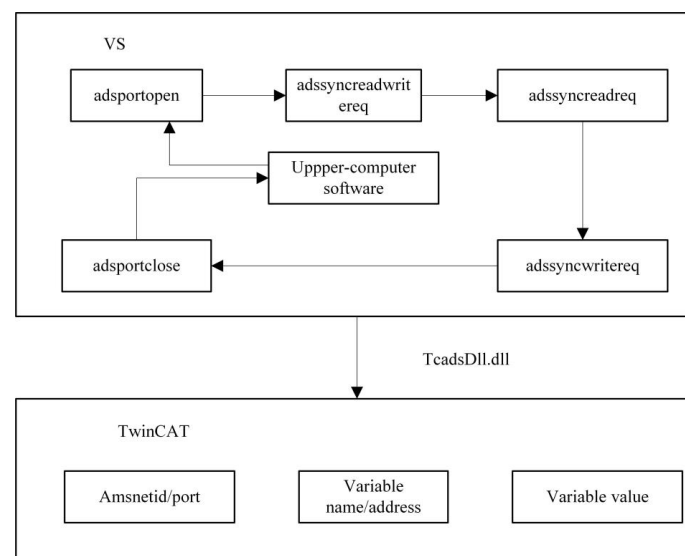 VS
adsportopen
adssyncreadwrit
ereq
adssyncreadreq
Uppper-computer
software
adsportclose
adssyncwritereq
TcadsDll.dll
TwinCAT
Amsnetid/port
Variable
name/address
Variable value